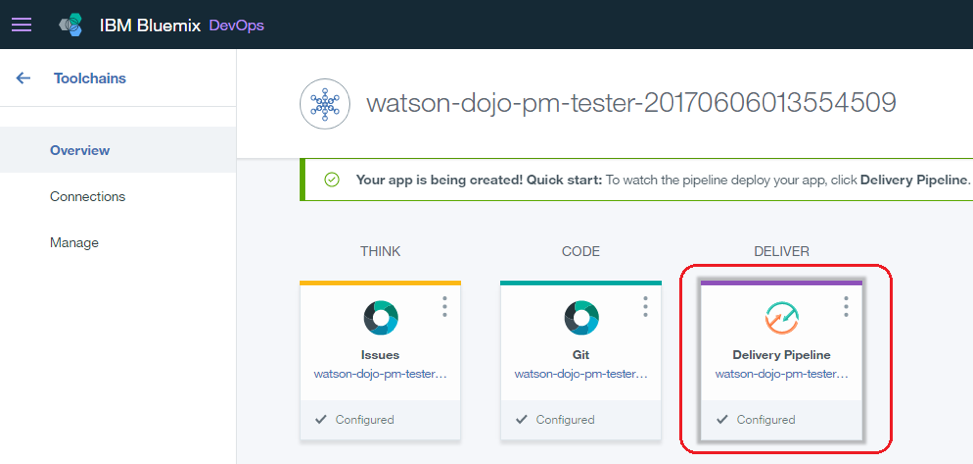 IBM Bluemix DevOps
Toolchains
watson-dojo-pm-tester-20170606013554509
Overview
Your app is being created! Quick start: To watch the pipeline deploy your app, click Delivery Pipeline.
Connections
Manage
THINK
CODE
DELIVER
Issues
watson-dojo-pm-tester...
Configured
Git
watson-dojo-pm-tester...
Configured
Delivery Pipeline
watson-dojo-pm-tester...
Configured